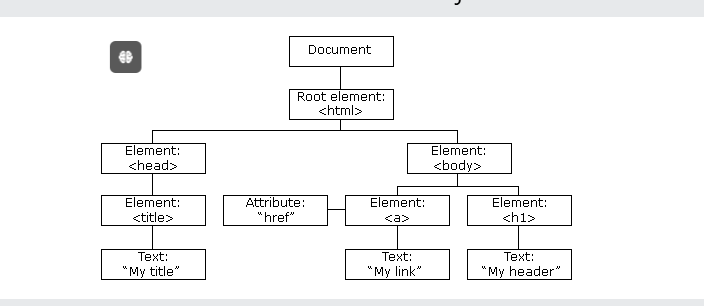 Document
Root element:
<html>
Element:
<head>
Element:
<body>
Element:
<title>
Attribute:
“href”
Element:
<a>
Element:
<h1>
Text:
“My title”
Text:
“My link”
Text:
“My header”